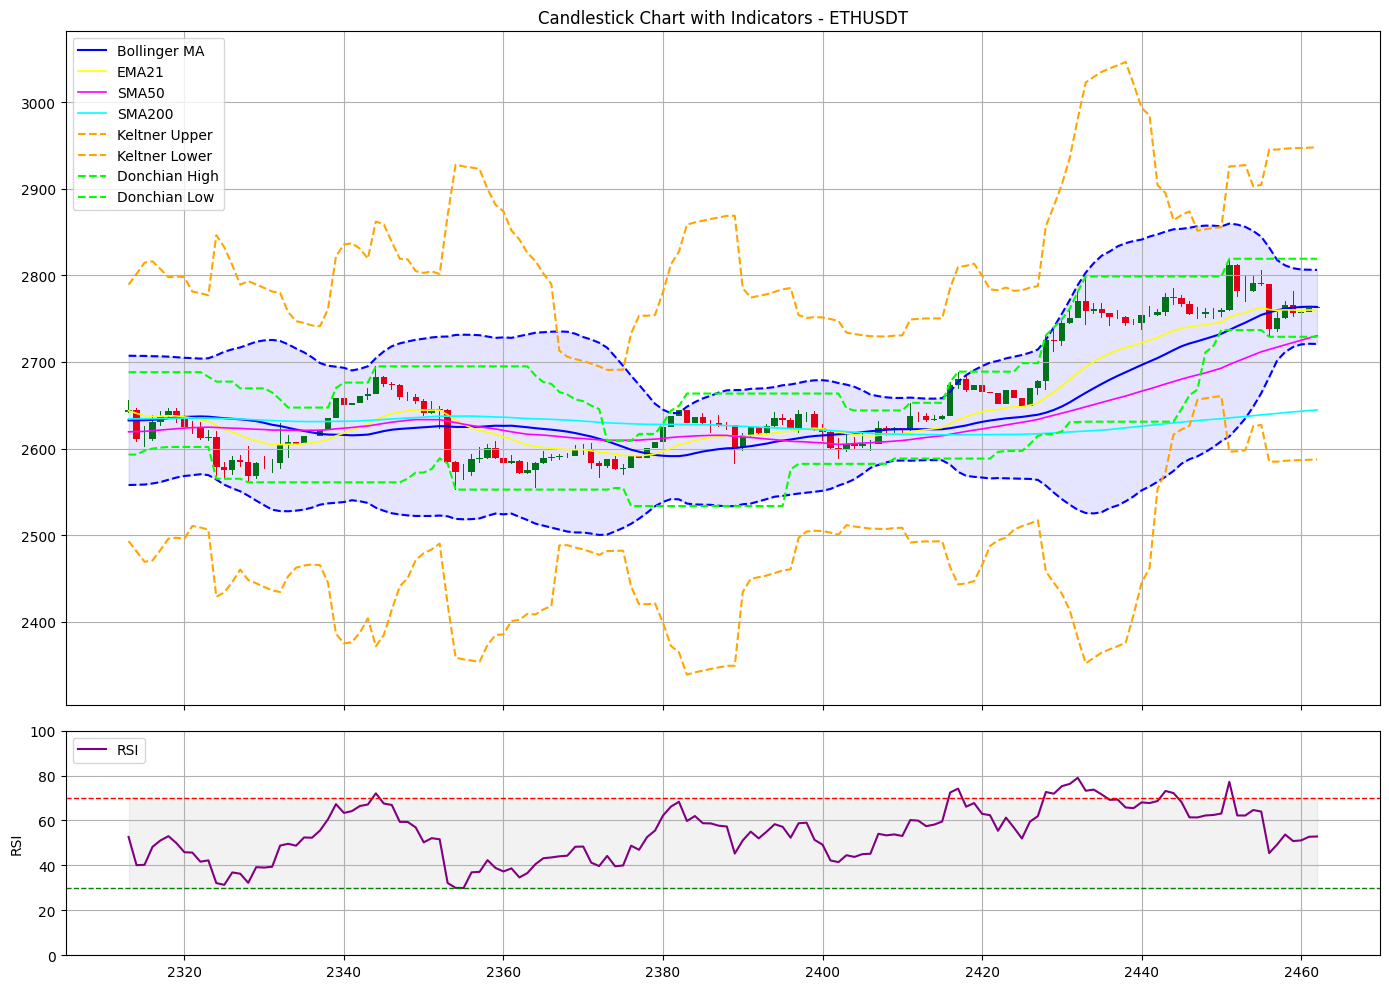 Candlestick Chart with Indicators - ETHUSDT
Bollinger MA
EMA21
SMA50
SMA200
Keltner Upper
Keltner Lower
Donchian High
Donchian Low
3000
2900
2800
2700
2600
2500
2400
RSI
100
80
60
40
20
0
RSI
2320
2340
2360
2380
2400
2420
2440
2460